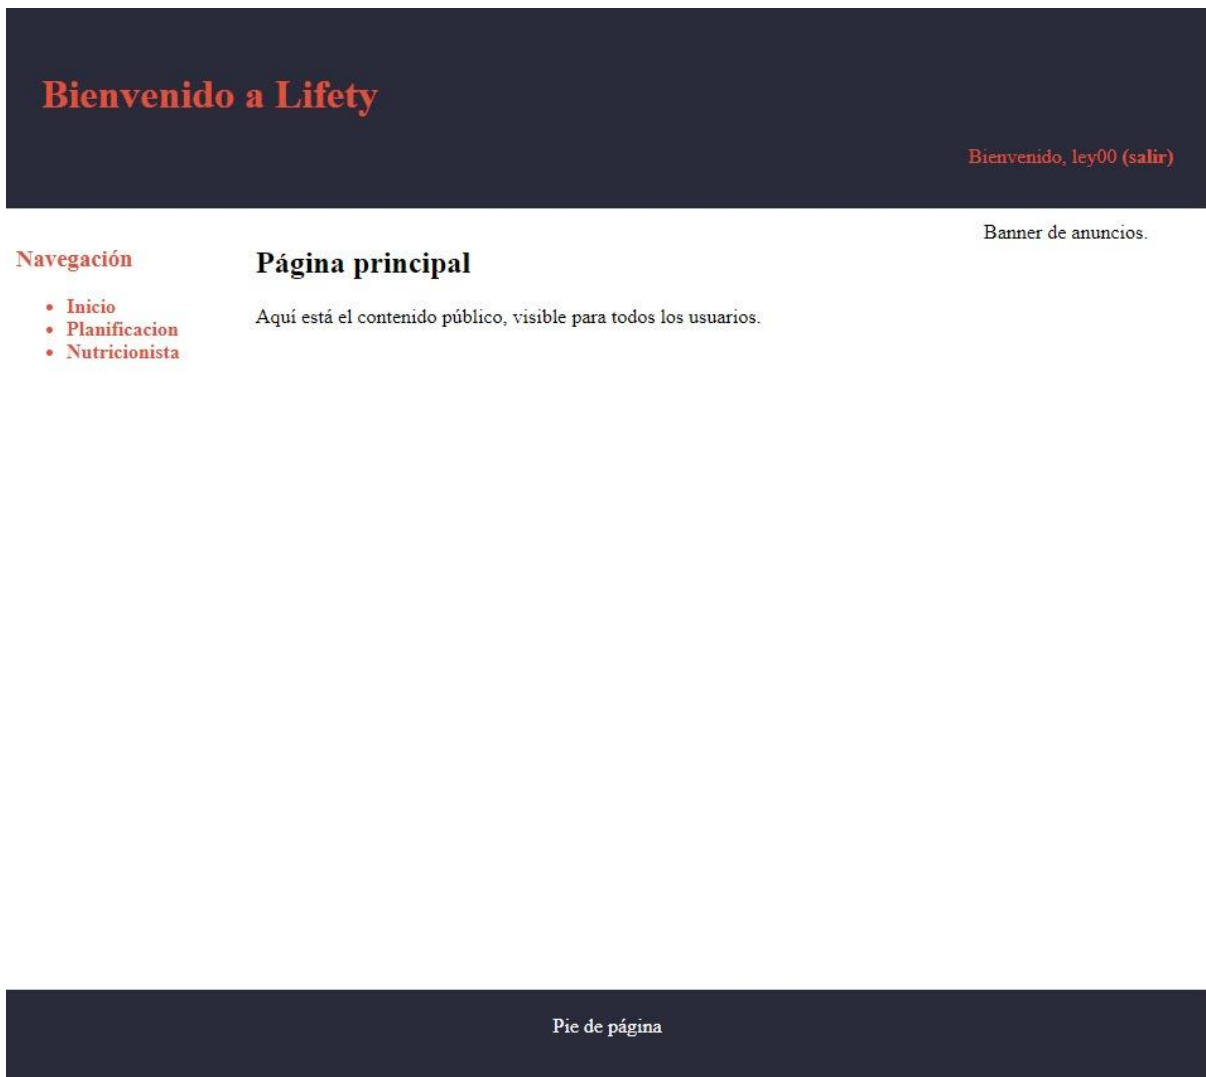 Bienvenido a Lifety
Bienvenido, ley00 (salir)
Navegación
Inicio
Planificacion
Nutricionista
Página principal
Aquí está el contenido público, visible para todos los usuarios.
Banner de anuncios.
Pie de página